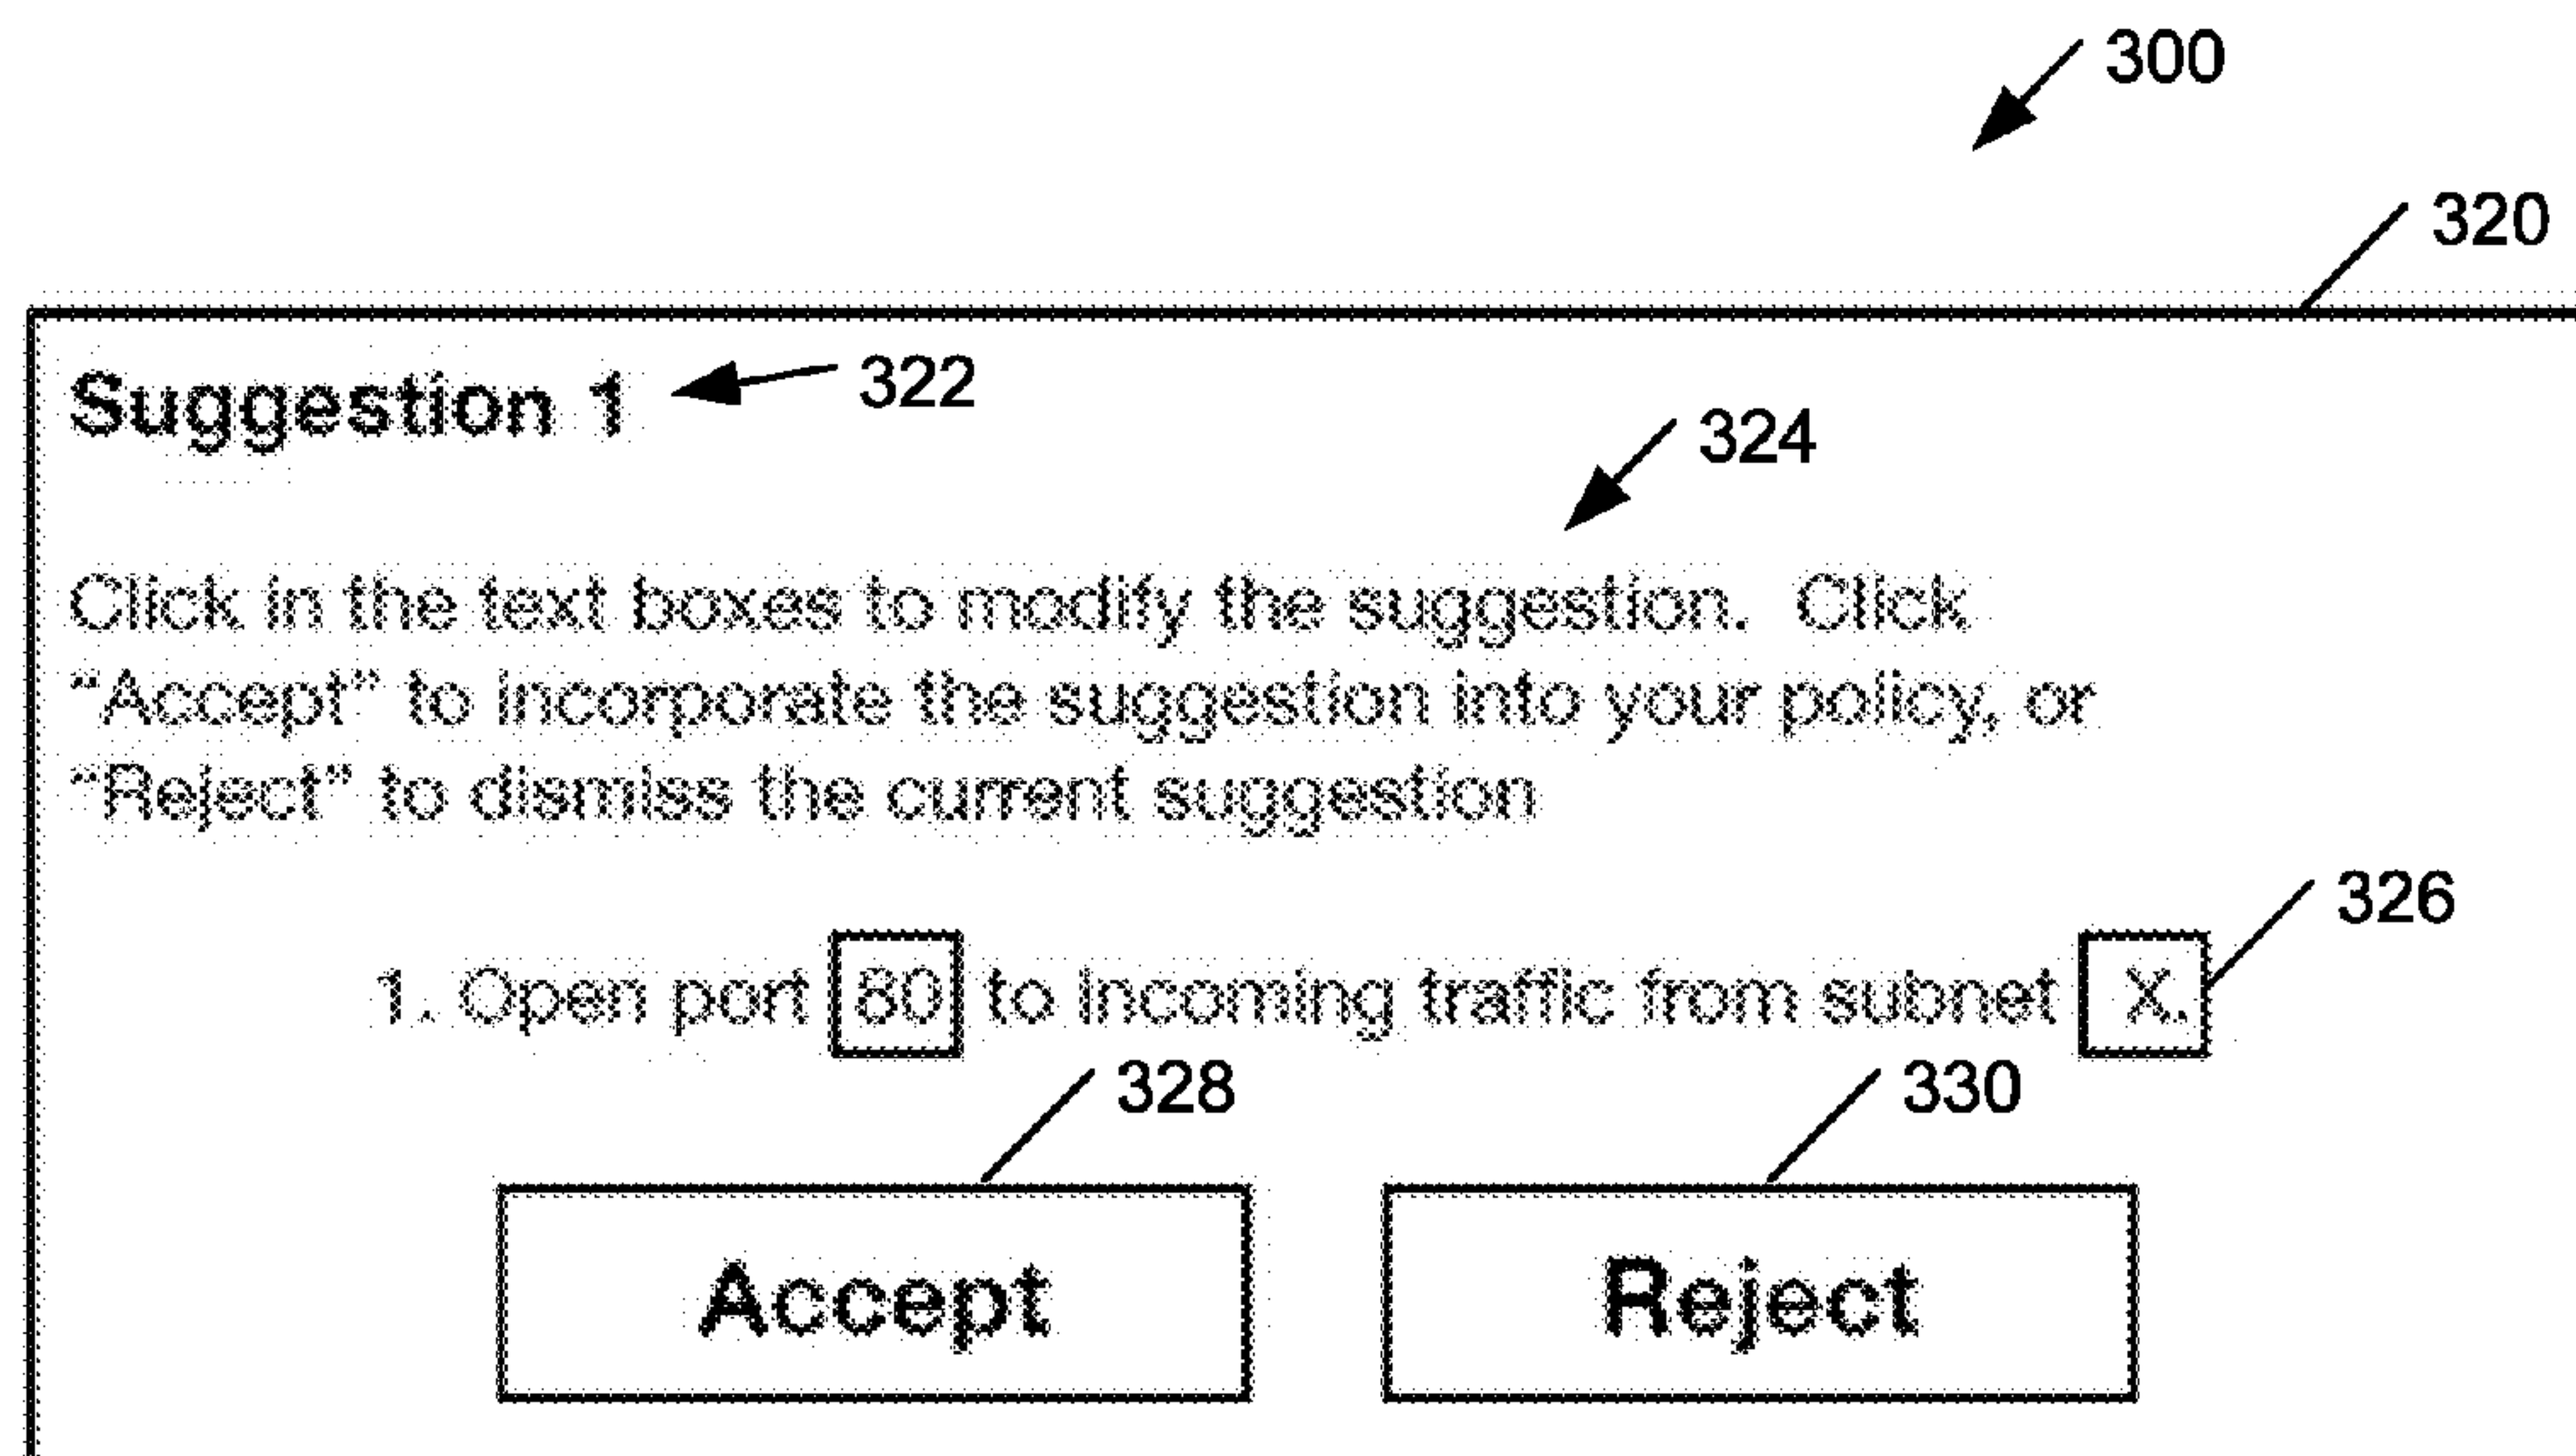 300
320
Suggestion 1 322
324
Click in the text boxes to modify the suggestion. Click
“Accept” to incorporate the suggestion into your policy, or
“Reject” to dismiss the current suggestion
326
1. Open port 80 to incoming traffic from subnet X.
328 330
Accept Reject